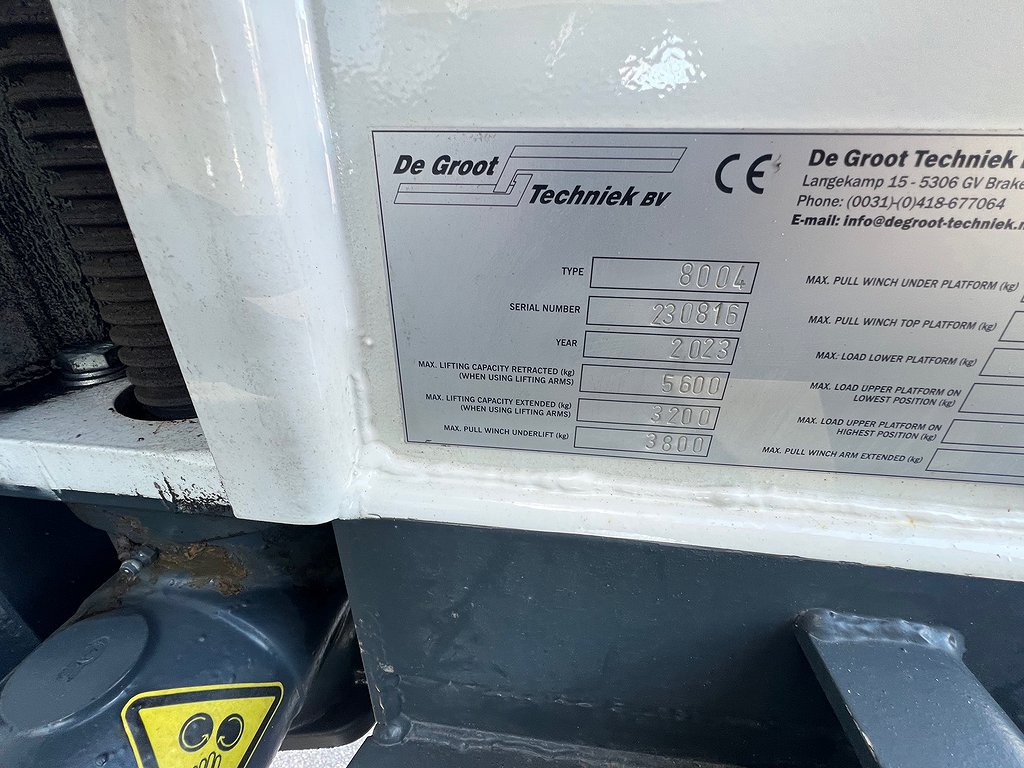 De Groot
Techniek BV
CE
De Groot Techniek
Langekamp 15 - 5306 GV Brake
Phone: (0031)-(0)418-677064
E-mail: info@degroot-techniek.
TYPE 8004
SERIAL NUMBER 230816
YEAR 2023
MAX. LIFTING CAPACITY RETRACTED (kg)
(WHEN USING LIFTING ARMS) 5600
MAX. LIFTING CAPACITY EXTENDED (kg)
(WHEN USING LIFTING ARMS) 3200
MAX. PULL WINCH UNDERLIFT (kg) 3800
MAX. PULL WINCH UNDER PLATFORM (kg)
MAX. PULL WINCH TOP PLATFORM (kg)
MAX. LOAD LOWER PLATFORM (kg)
MAX. LOAD UPPER PLATFORM ON
LOWEST POSITION (kg)
MAX. LOAD UPPER PLATFORM ON
HIGHEST POSITION (kg)
MAX. PULL WINCH ARM EXTENDED (kg)